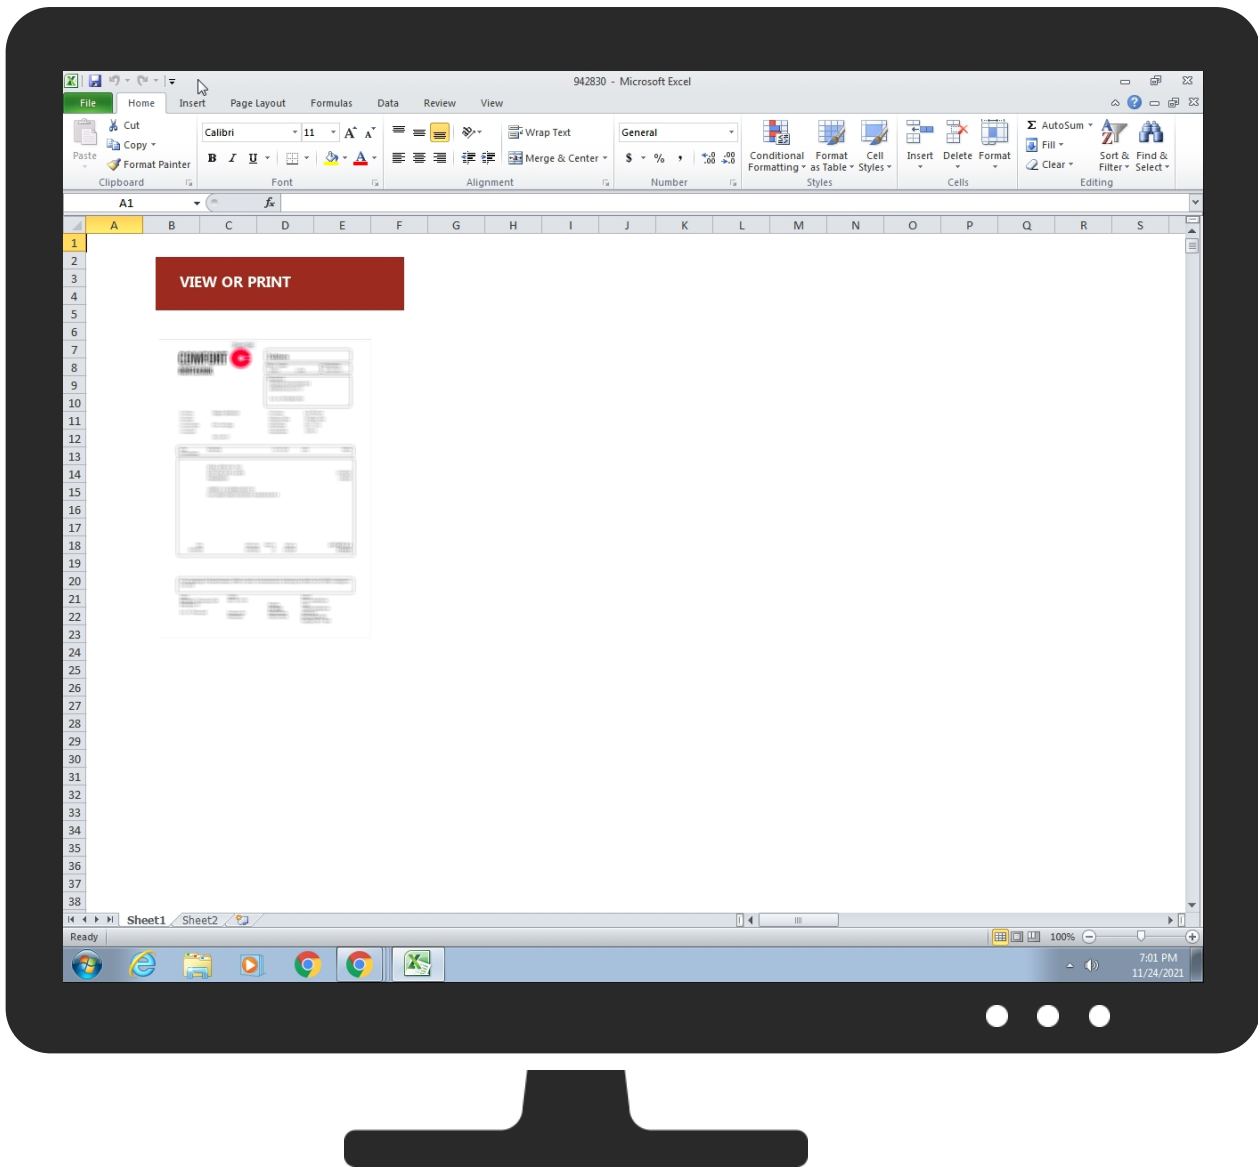 942830 - Microsoft Excel
File Home Insert Page Layout Formulas Data Review View
Paste
Cut
Copy
Format Painter
Clipboard
Calibri 11
B I U
Font
Wrap Text
Merge & Center
Alignment
General
$ % ,
Number
Conditional Formatting
Format as Table
Cell Styles
Styles
Insert Delete Format
Cells
Σ AutoSum
Fill
Clear
Sort & Filter
Find & Select
Editing
A1 fx
A B C D E F G H I J K L M N O P Q R S
1
2
3
4
5
6
7
8
9
10
11
12
13
14
15
16
17
18
19
20
21
22
23
24
25
26
27
28
29
30
31
32
33
34
35
36
37
38
VIEW OR PRINT
Sheet1 Sheet2
Ready 100%
7:01 PM
11/24/2021